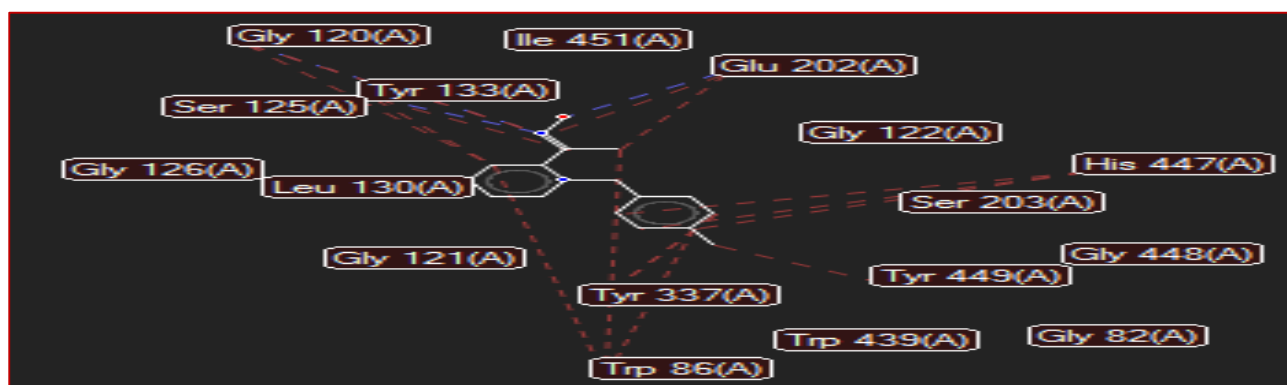 Gly 120(A)
Ile 451(A)
Glu 202(A)
Tyr 133(A)
Ser 125(A)
Gly 122(A)
His 447(A)
Gly 126(A)
Leu 130(A)
Ser 203(A)
Gly 121(A)
Gly 448(A)
Tyr 449(A)
Tyr 337(A)
Trp 439(A)
Gly 82(A)
Trp 86(A)